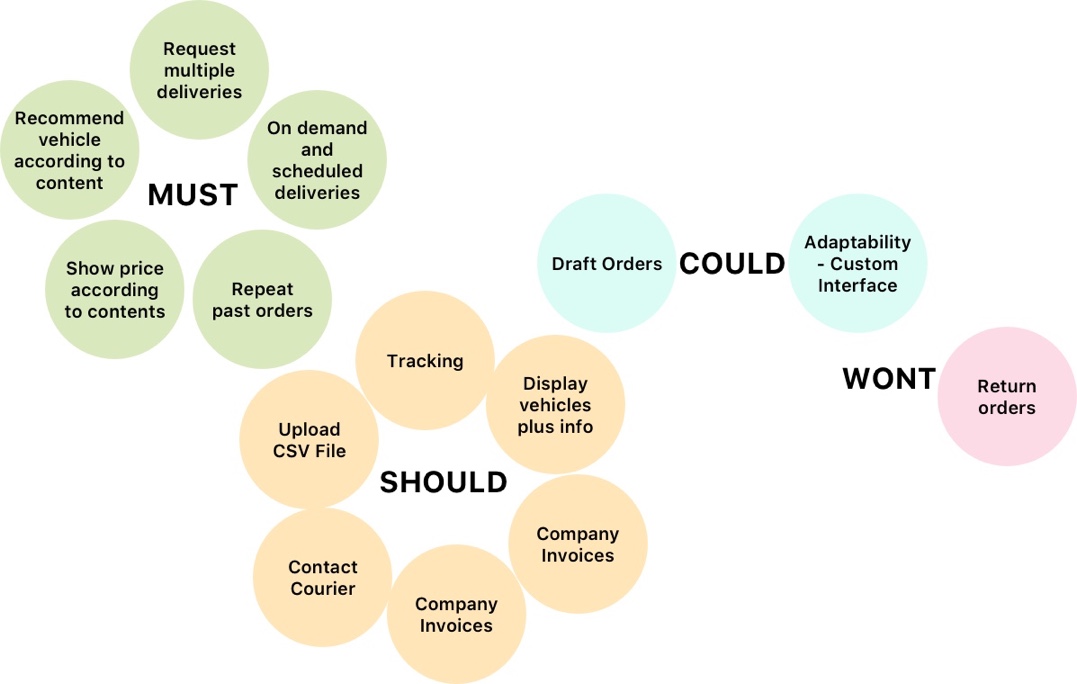 Request
multiple
deliveries
Recommend
vehicle
according to
content
On demand
and
scheduled
deliveries
MUST
Show price
according
to contents
Repeat
past orders
Draft Orders
COULD
Adaptability
- Custom
Interface
Tracking
Display
vehicles
plus info
WONT
Return
orders
Upload
CSV File
SHOULD
Company
Invoices
Contact
Courier
Company
Invoices